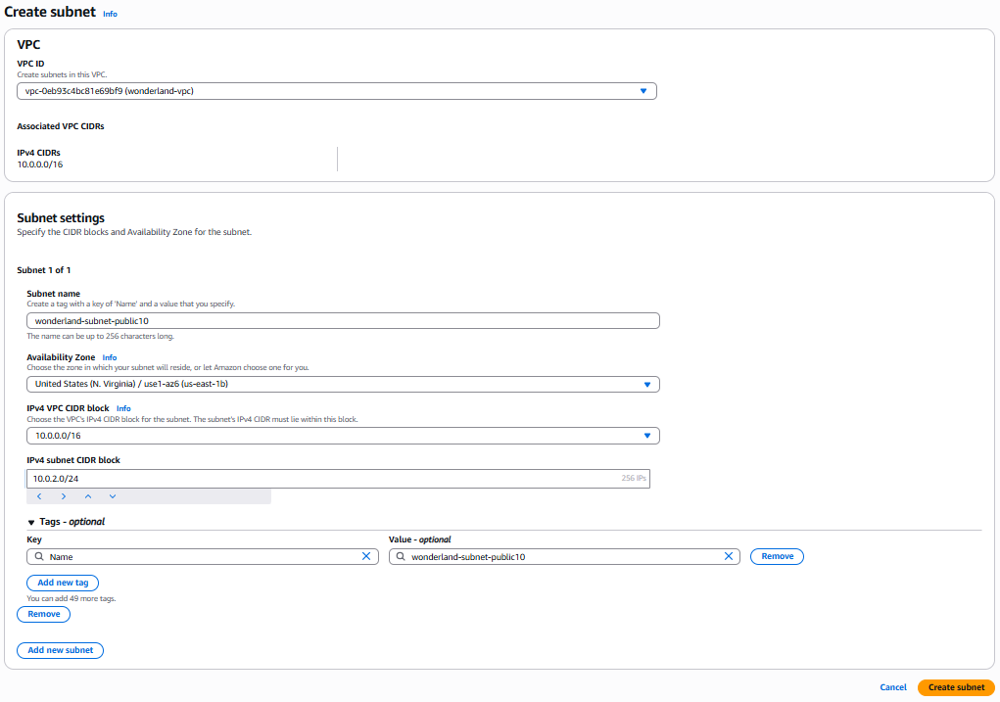 Create subnet Info
VPC
VPC ID
Create subnets in this VPC.
vpc-0eb93c4bc81e69bf9 (wonderland-vpc)
Associated VPC CIDRs
IPv4 CIDRs
10.0.0.0/16
Subnet settings
Specify the CIDR blocks and Availability Zone for the subnet.
Subnet 1 of 1
Subnet name
Create a tag with a key of 'Name' and a value that you specify.
wonderland-subnet-public10
The name can be up to 256 characters long.
Availability Zone Info
Choose the zone in which your subnet will reside, or let Amazon choose one for you.
United States (N. Virginia) / use1-az6 (us-east-1b)
IPv4 VPC CIDR block Info
Choose the VPC's IPv4 CIDR block for the subnet. The subnet's IPv4 CIDR must lie within this block.
10.0.0.0/16
IPv4 subnet CIDR block
10.0.2.0/24 256 IPs
Tags - optional
Key Value - optional
Name wonderland-subnet-public10 Remove
Add new tag
You can add 49 more tags.
Remove
Add new subnet
Cancel Create subnet